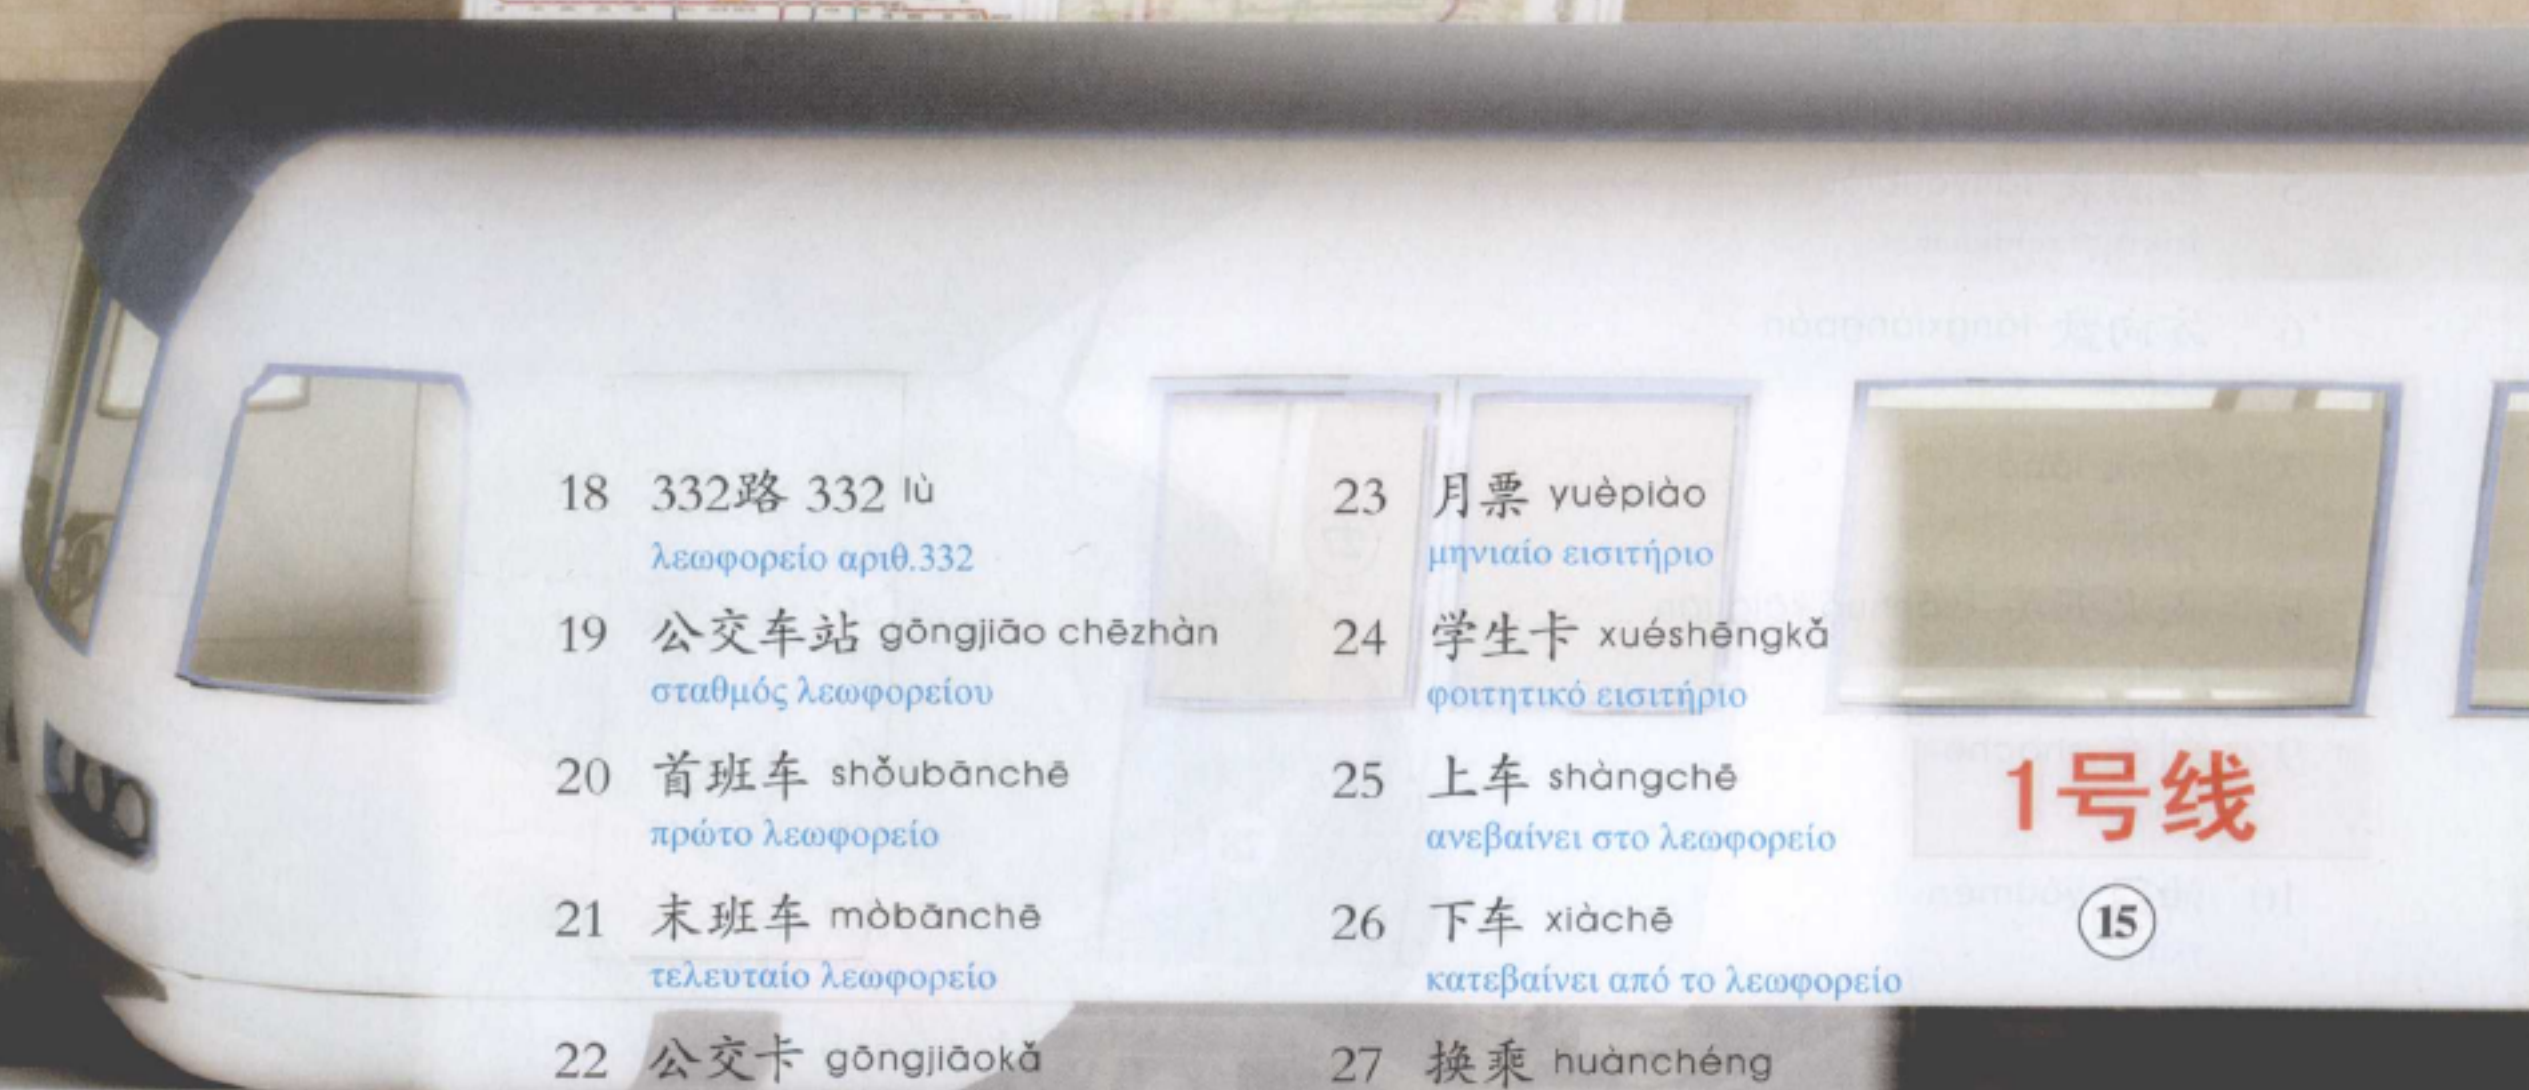 18 332路 332 lù
λεωφορείο αριθ.332
19 公交车站 gōngjiāo chēzhàn
σταθμός λεωφορείου
20 首班车 shǒubānchē
πρώτο λεωφορείο
21 末班车 mòbānchē
τελευταίο λεωφορείο
22 公交卡 gōngjiāokǎ
23 月票 yuèpiào
μηνιαίο εισιτήριο
24 学生卡 xuéshēngkǎ
φοιτητικό εισιτήριο
25 上车 shàngchē
ανεβαίνει στο λεωφορείο
26 下车 xiàchē
κατεβαίνει από το λεωφορείο
27 换乘 huànchéng
1号线
15